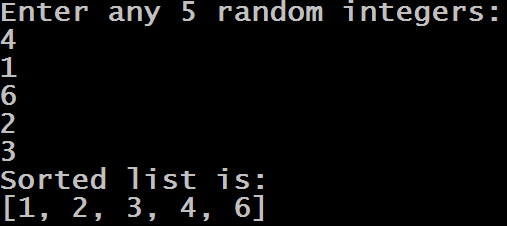 Enter any 5 random integers:
4
1
6
2
3
Sorted list is:
[1, 2, 3, 4, 6]